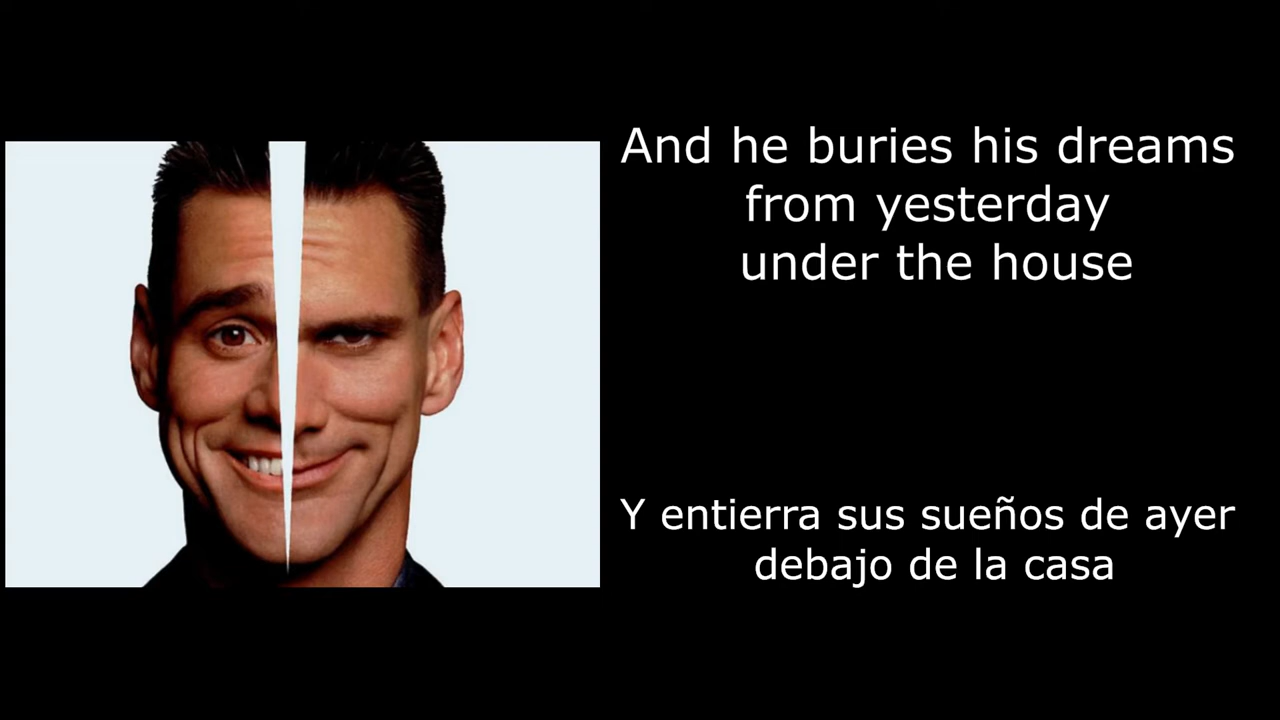 And he buries his dreams
from yesterday
under the house
Y entierra sus sueños de ayer
debajo de la casa